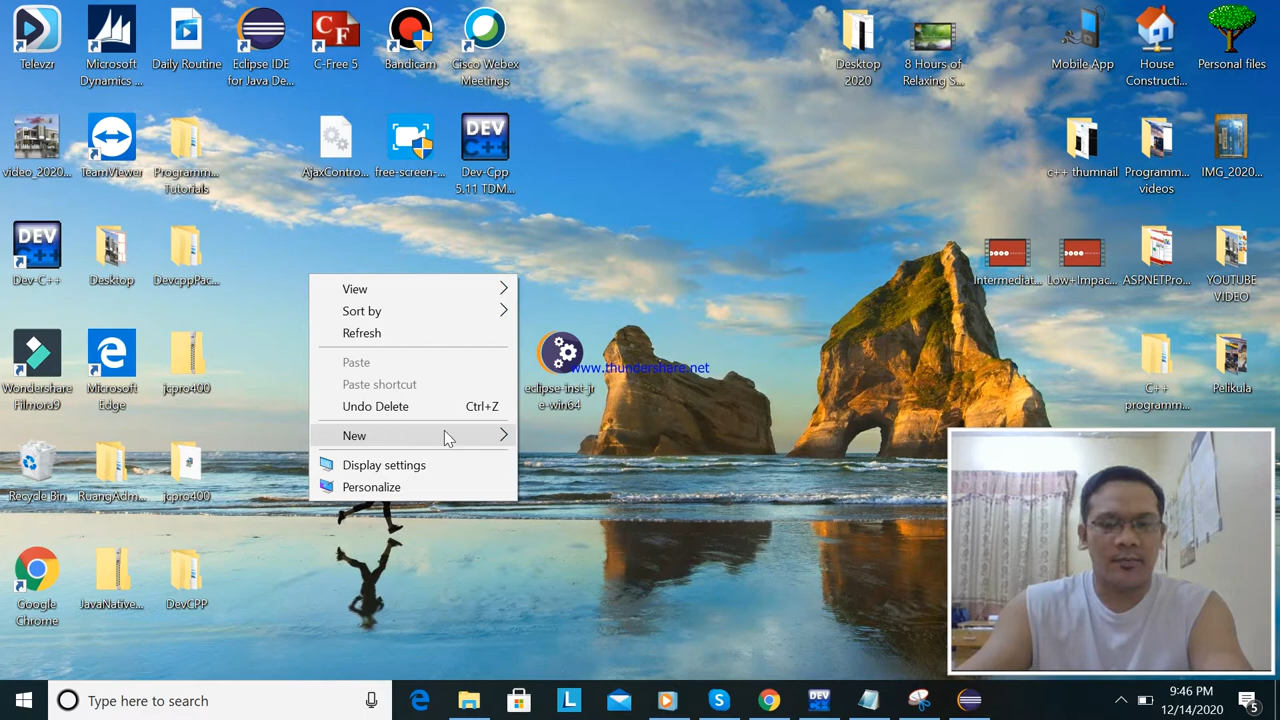 Televzr
Microsoft
Dynamics ...
Daily Routine
Eclipse IDE
for Java De...
C-Free 5
Bandicam
Cisco Webex
Meetings
Desktop
2020
8 Hours of
Relaxing S...
Mobile App
House
Constructi...
Personal files
video_2020...
TeamViewer
Programm...
Tutorials
AjaxContro...
free-screen-...
DEV
C++
Dev-Cpp
5.11 TDM...
c++ thumnail
Programm...
videos
IMG_2020...
DEV
C++
Dev-C++
Desktop
DevcppPac...
Intermediat...
Low+Impac...
ASPNETPro...
YOUTUBE
VIDEO
View
Sort by
Refresh
Paste
Paste shortcut
Undo Delete Ctrl+Z
New
Display settings
Personalize
Wondershare
Filmora9
Microsoft
Edge
jcpro400
eclipse-inst-jr
e-win64
www.thundershare.net
C++
programm...
Pelikula
Recycle Bin
RuangAdm...
jcpro400
Google
Chrome
JavaNative...
DevCPP
Type here to search
L
S
DEV
9:46 PM
12/14/2020
5